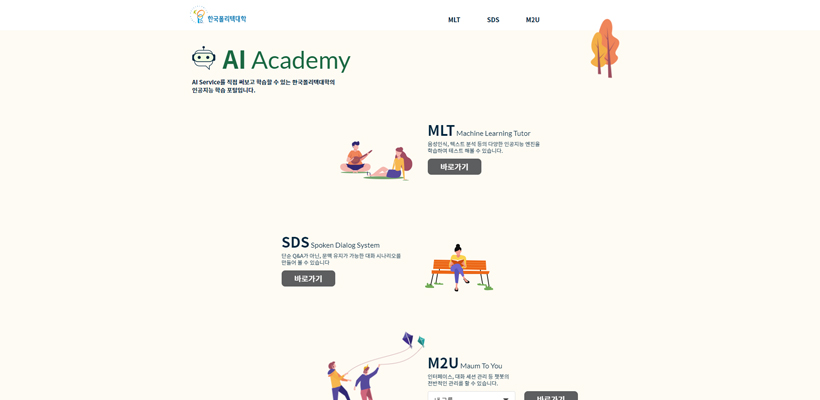 한국폴리텍대학
MLT SDS M2U
AI Academy
AI Service를 직접 써보고 학습할 수 있는 한국폴리텍대학의
인공지능 학습 포털입니다.
MLT Machine Learning Tutor
음성인식, 텍스트 분석 등의 다양한 인공지능 엔진을
학습하여 테스트 해볼 수 있습니다.
바로가기
SDS Spoken Dialog System
단순 Q&A가 아닌, 문맥 유지가 가능한 대화 시나리오를
만들어 볼 수 있습니다
바로가기
M2U Maum To You
인터페이스, 대화 세션 관리 등 챗봇의
전반적인 관리를 할 수 있습니다.
바로가기